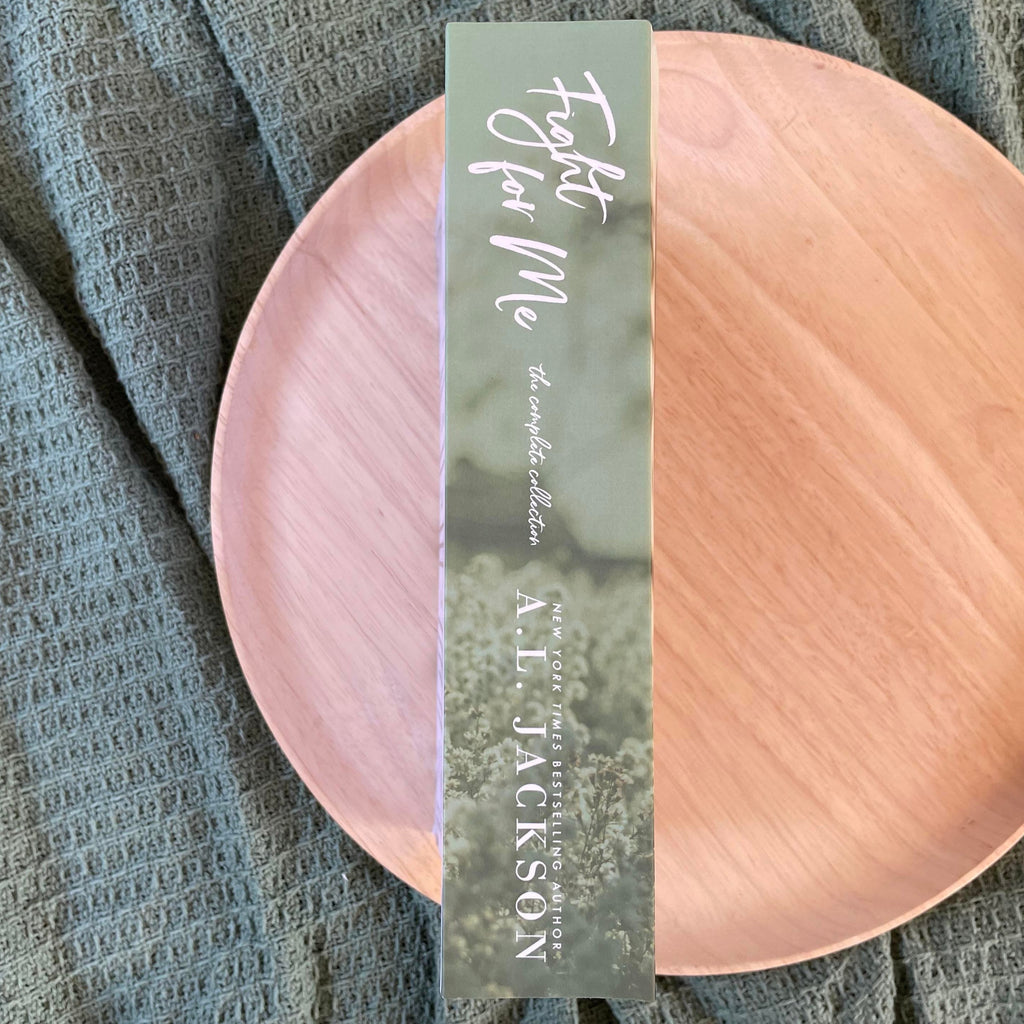 Fight
for Me
the complete collection
NEW YORK TIMES BESTSELLING AUTHOR
A.L. JACKSON